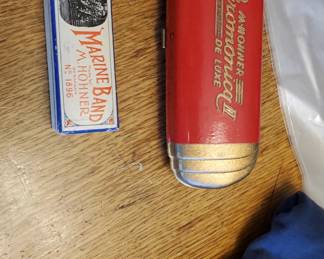 MARINE BAND
M. HOHNER
Nº 1896
M. HOHNER
DE LUXE